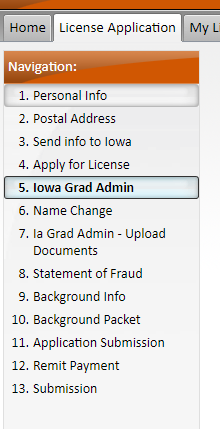 Home License Application My L
Navigation:
1. Personal Info
2. Postal Address
3. Send info to Iowa
4. Apply for License
5. Iowa Grad Admin
6. Name Change
7. Ia Grad Admin - Upload
Documents
8. Statement of Fraud
9. Background Info
10. Background Packet
11. Application Submission
12. Remit Payment
13. Submission